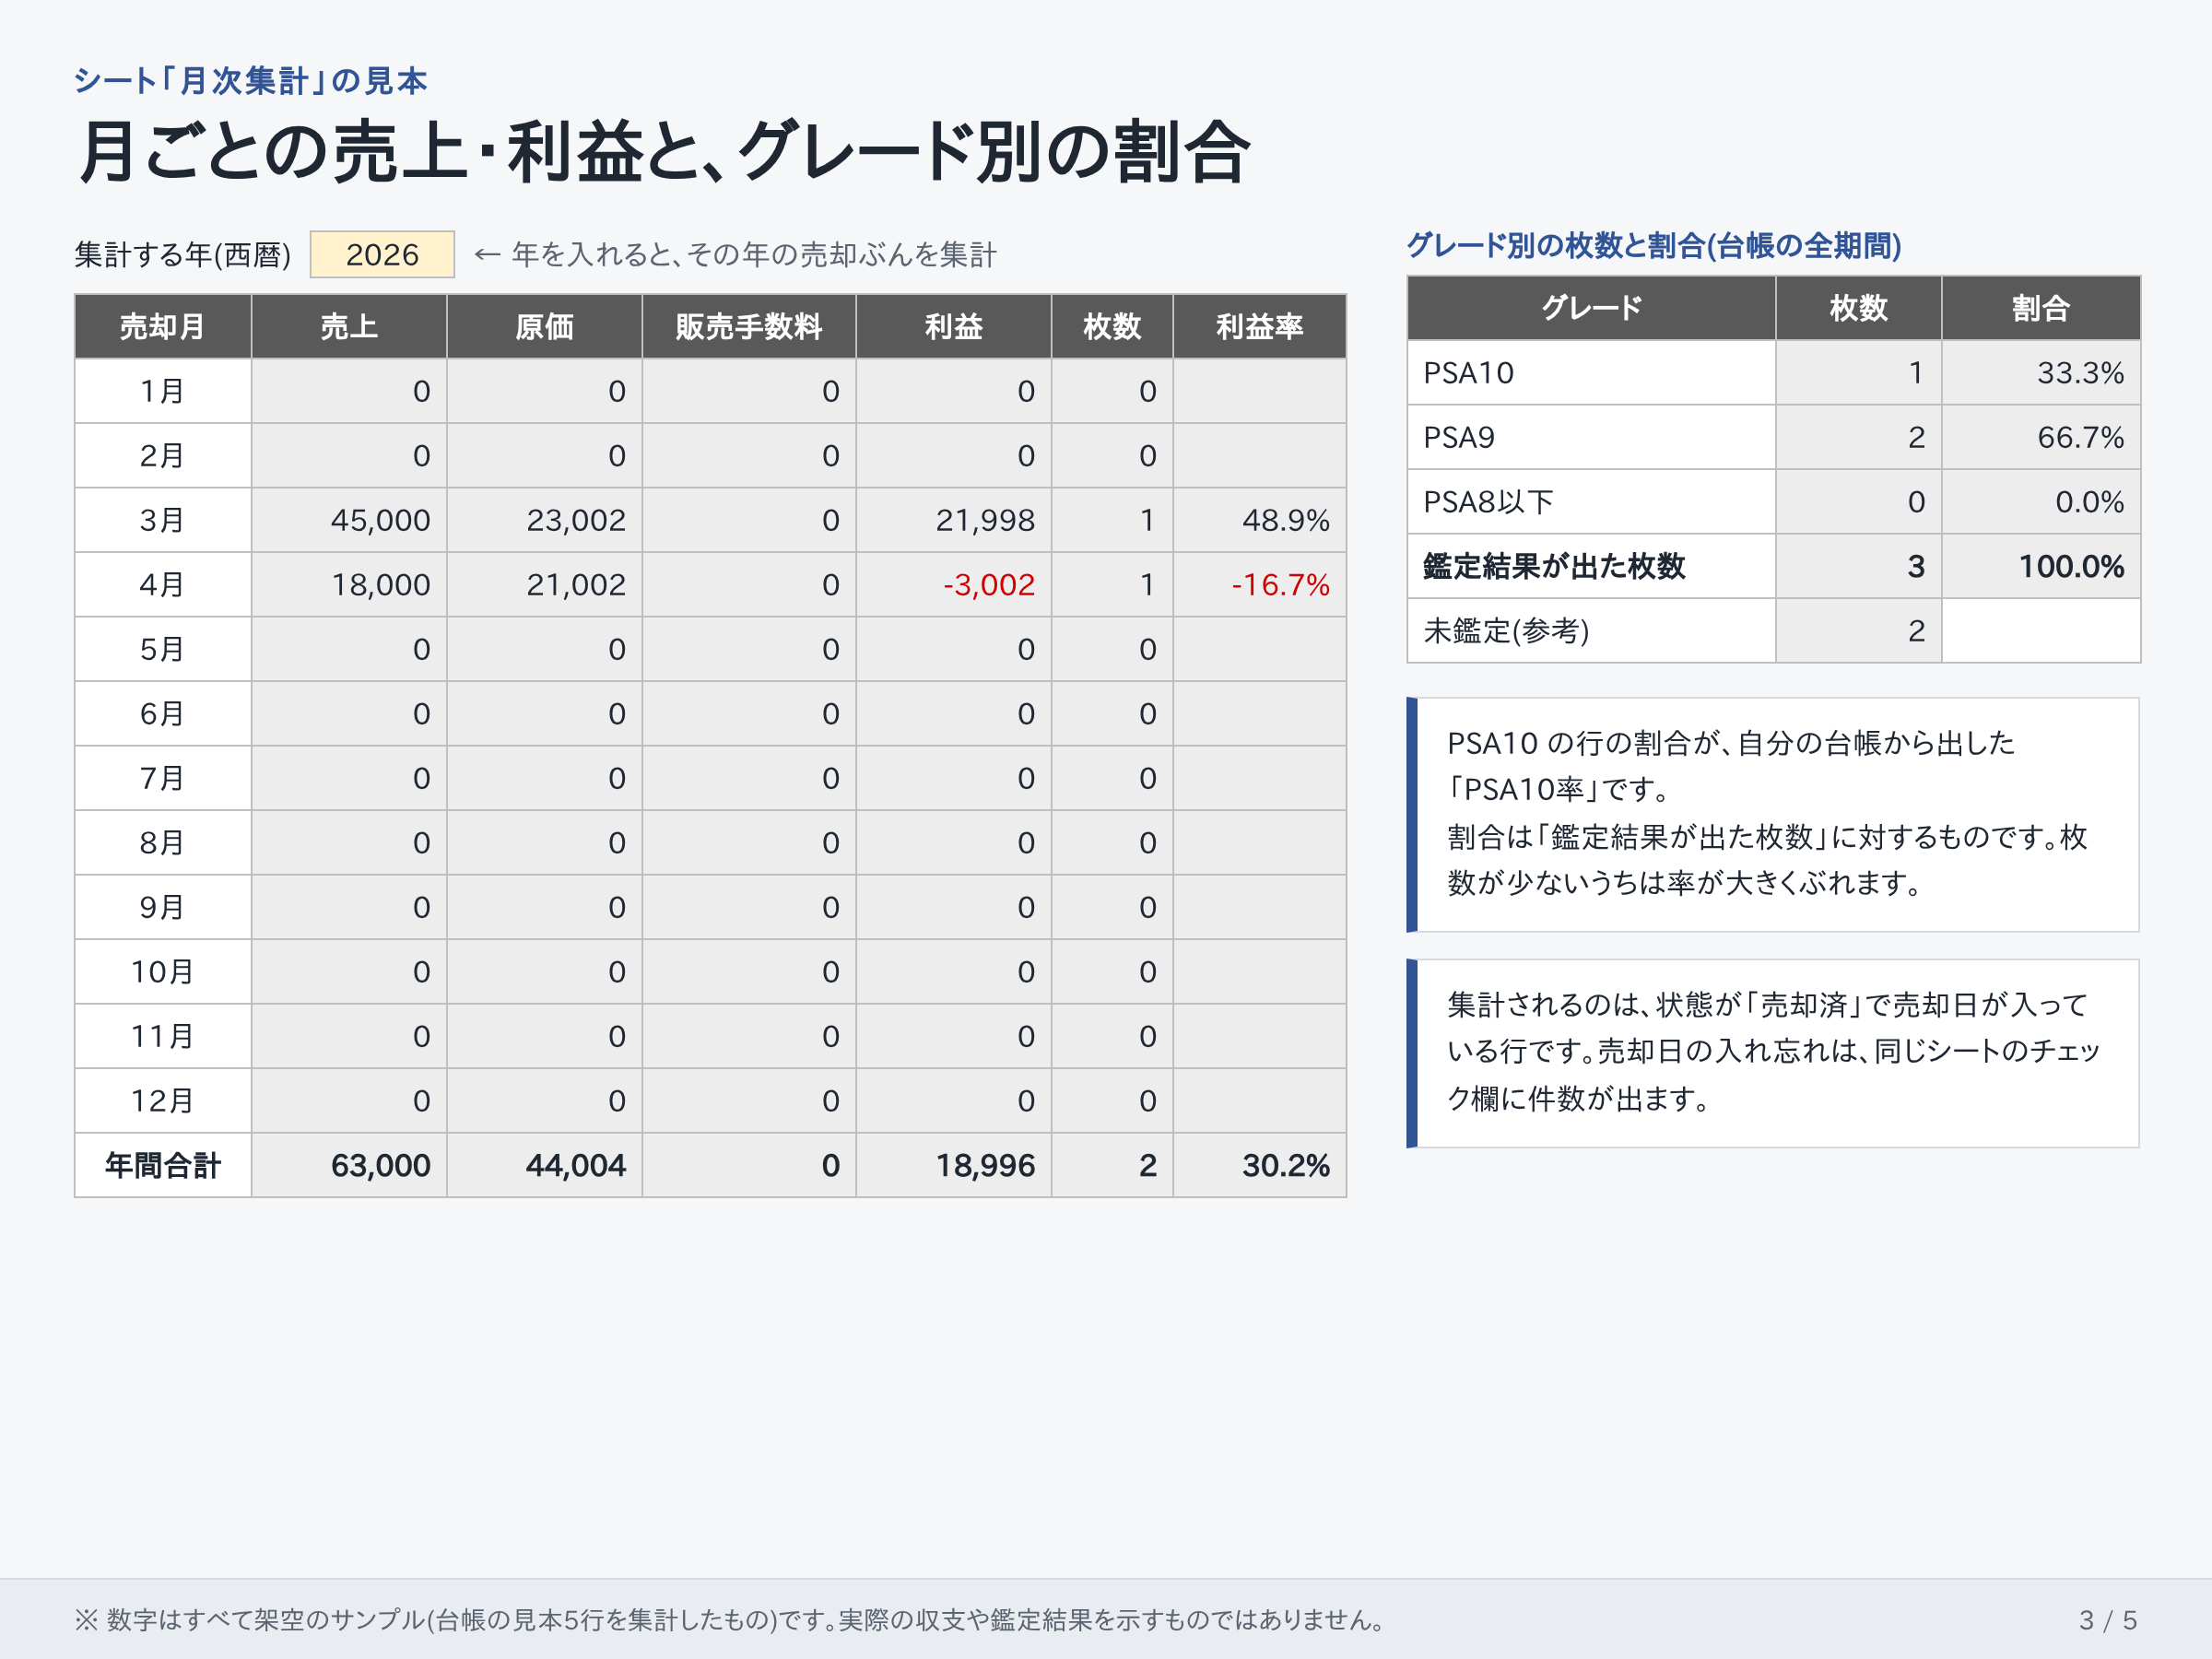 シート「月次集計」の見本
月ごとの売上・利益と、グレード別の割合
集計する年(西暦) 2026 ← 年を入れると、その年の売却ぶんを集計
売却月 売上 原価 販売手数料 利益 枚数 利益率
1月 0 0 0 0 0
2月 0 0 0 0 0
3月 45,000 23,002 0 21,998 1 48.9%
4月 18,000 21,002 0 -3,002 1 -16.7%
5月 0 0 0 0 0
6月 0 0 0 0 0
7月 0 0 0 0 0
8月 0 0 0 0 0
9月 0 0 0 0 0
10月 0 0 0 0 0
11月 0 0 0 0 0
12月 0 0 0 0 0
年間合計 63,000 44,004 0 18,996 2 30.2%
グレード別の枚数と割合(台帳の全期間)
グレード 枚数 割合
PSA10 1 33.3%
PSA9 2 66.7%
PSA8以下 0 0.0%
鑑定結果が出た枚数 3 100.0%
未鑑定(参考) 2
PSA10 の行の割合が、自分の台帳から出した
「PSA10率」です。
割合は「鑑定結果が出た枚数」に対するものです。枚
数が少ないうちは率が大きくぶれます。
集計されるのは、状態が「売却済」で売却日が入って
いる行です。売却日の入れ忘れは、同じシートのチェッ
ク欄に件数が出ます。
※ 数字はすべて架空のサンプル(台帳の見本5行を集計したもの)です。実際の収支や鑑定結果を示すものではありません。
3 / 5